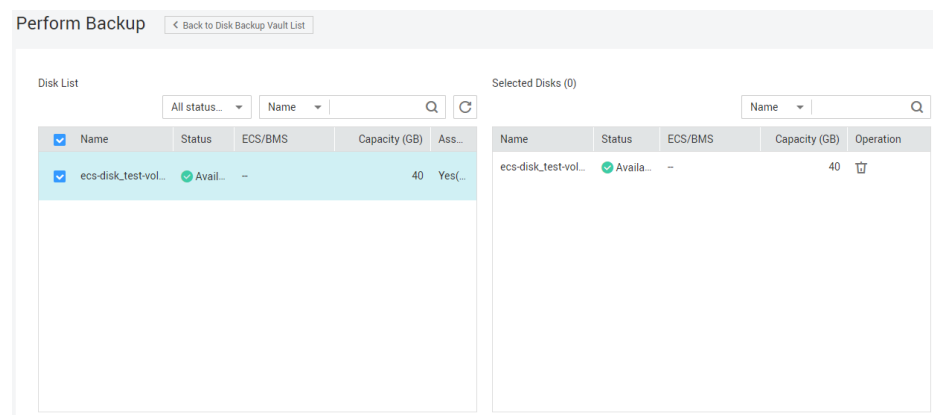 Perform Backup
Back to Disk Backup Vault List
Disk List
All status...
Name
Name Status ECS/BMS Capacity (GB) Ass...
ecs-disk_test-vol... Avail... -- 40 Yes(...
Selected Disks (0)
Name
Name Status ECS/BMS Capacity (GB) Operation
ecs-disk_test-vol... Availa... -- 40